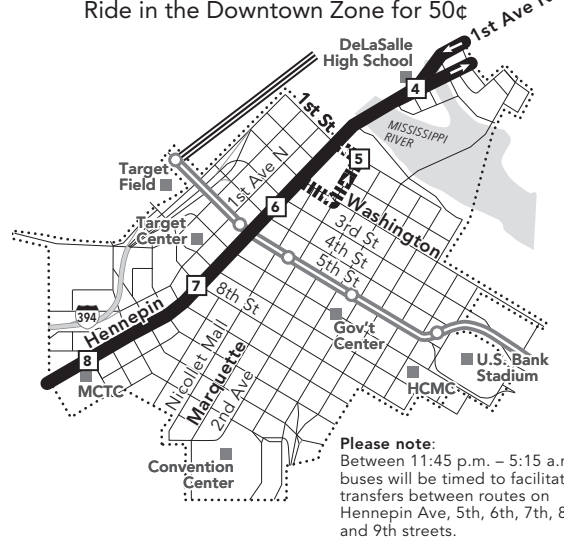 Ride in the Downtown Zone for 50¢
1st Ave
DeLaSalle
High School
4
1st St.
MISSISSIPPI
RIVER
5
Target
Field
1st Ave N
6
Washington
3rd St
4th St
5th St
Target
Center
7
8th St
394
Hennepin
Gov't
Center
8
MCTC
Nicollet Mall
Marquette
2nd Ave
U.S. Bank
Stadium
HCMC
Convention
Center
Please note:
Between 11:45 p.m. – 5:15 a.m
buses will be timed to facilitat
transfers between routes on
Hennepin Ave, 5th, 6th, 7th, 8
and 9th streets.